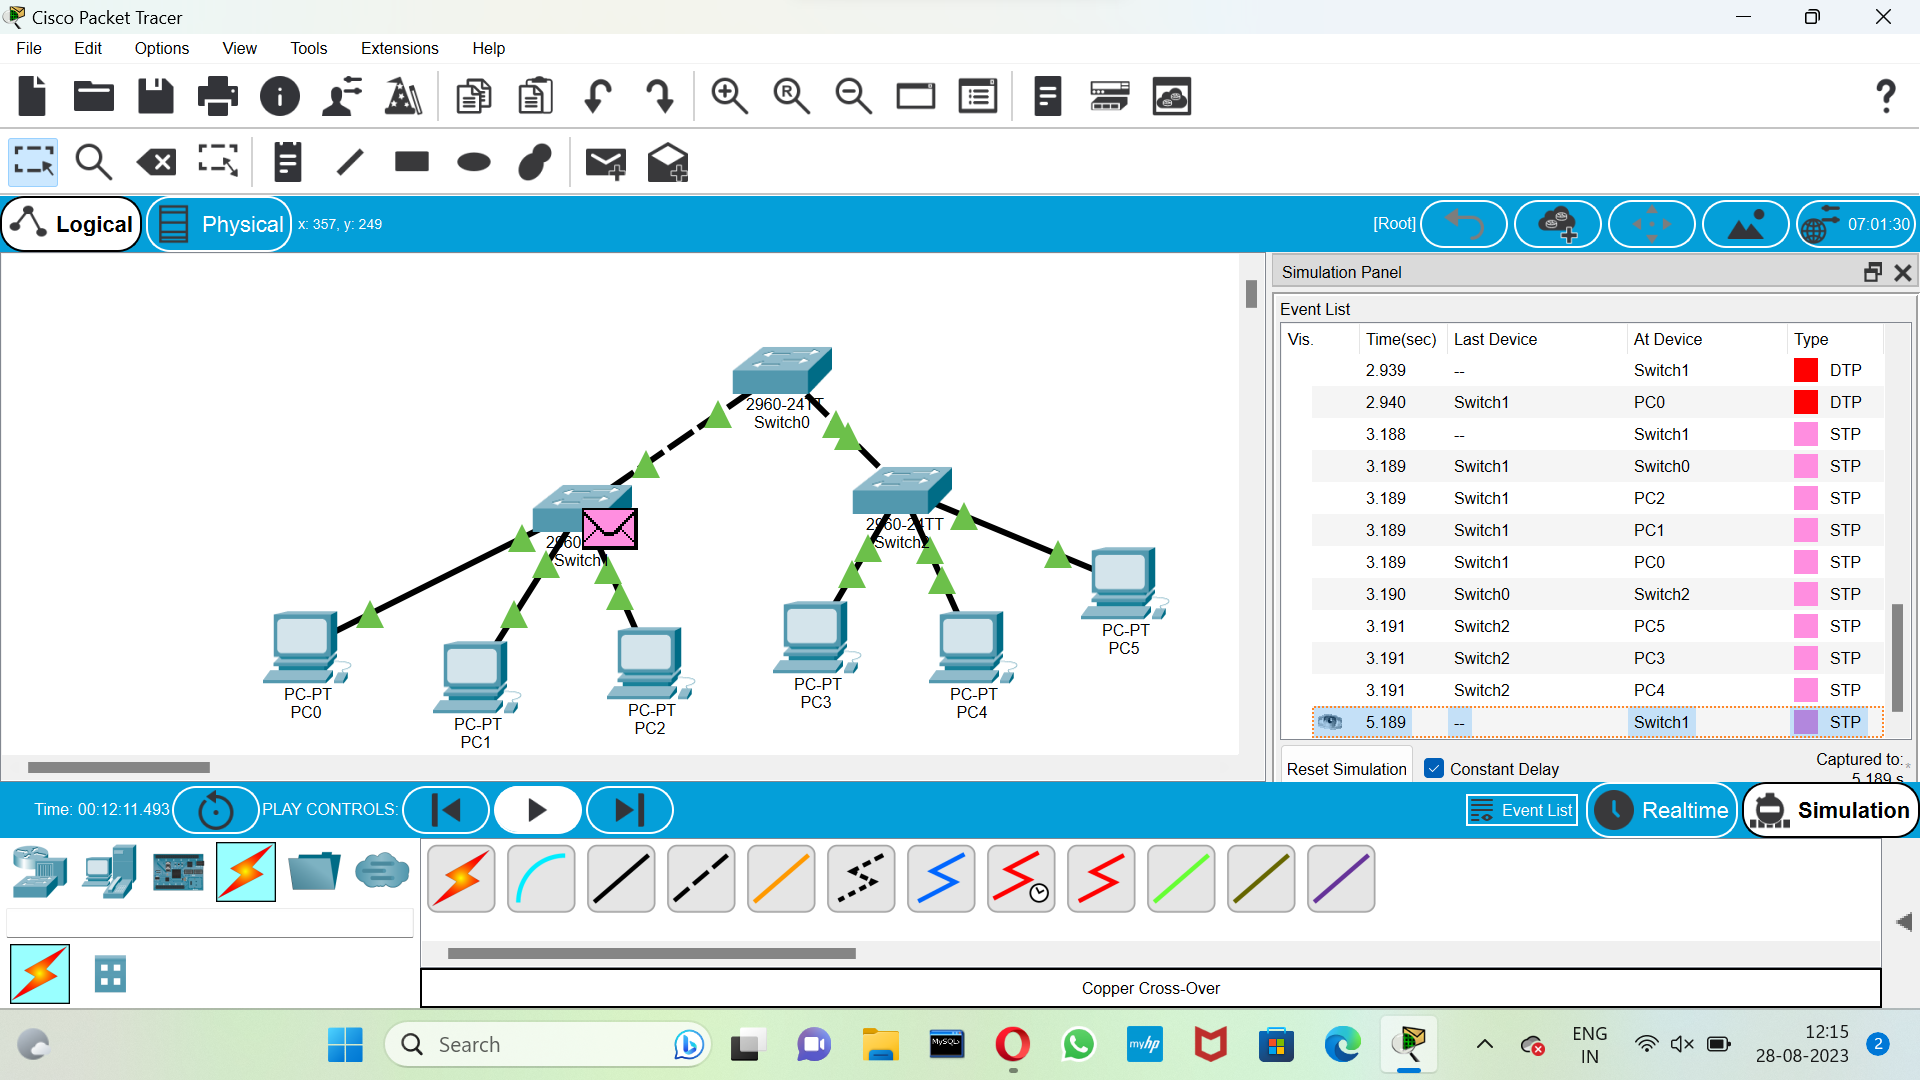 Cisco Packet Tracer
File Edit Options View Tools Extensions Help
Logical Physical x: 357, y: 249 [Root] 07:01:30
Simulation Panel
Event List
Vis. Time(sec) Last Device At Device Type
2.939 -- Switch1 DTP
2.940 Switch1 PC0 DTP
3.188 -- Switch1 STP
3.189 Switch1 Switch0 STP
3.189 Switch1 PC2 STP
3.189 Switch1 PC1 STP
3.189 Switch1 PC0 STP
3.190 Switch0 Switch2 STP
3.191 Switch2 PC5 STP
3.191 Switch2 PC3 STP
3.191 Switch2 PC4 STP
5.189 -- Switch1 STP
Reset Simulation Constant Delay Captured to:
5.189 s
2960-24TT
Switch0
2960
Switch1
2960-24TT
Switch2
PC-PT
PC0
PC-PT
PC1
PC-PT
PC2
PC-PT
PC3
PC-PT
PC4
PC-PT
PC5
Time: 00:12:11.493 PLAY CONTROLS: Event List Realtime Simulation
Copper Cross-Over
Search
MySQL
myhp
ENG
IN
12:15
28-08-2023
2